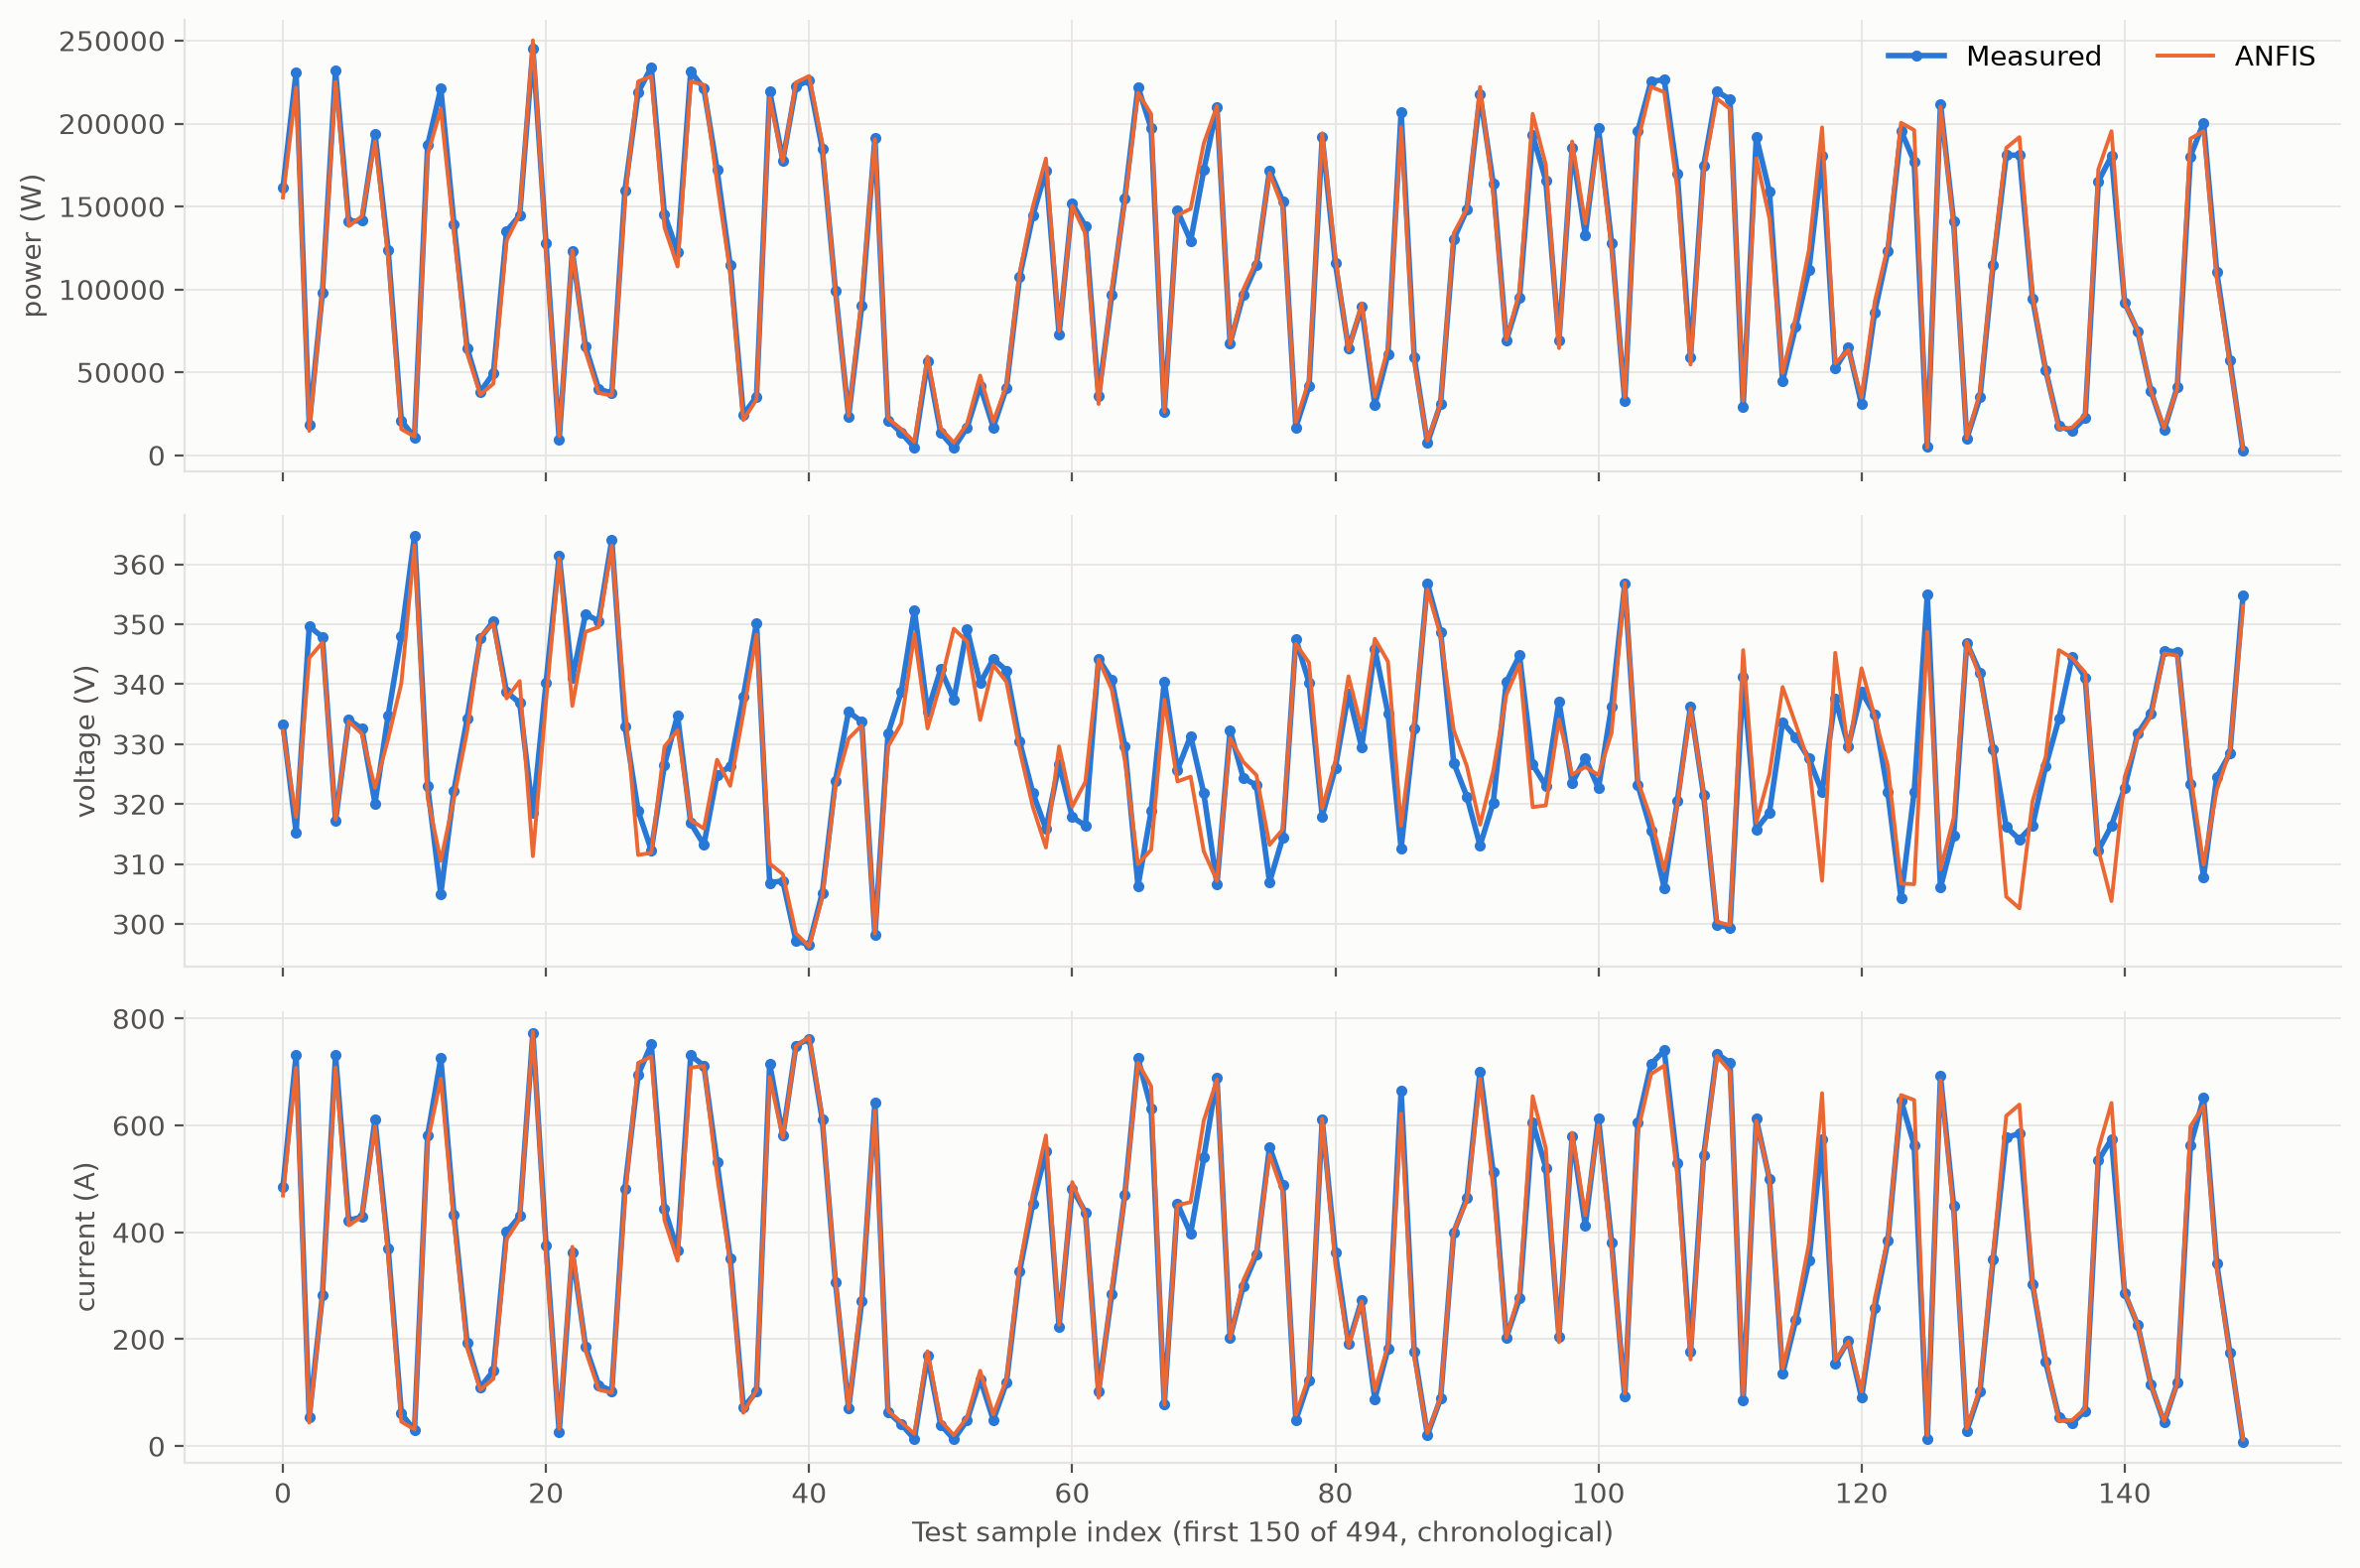 250000
200000
150000
100000
50000
0
power (W)
Measured
ANFIS
360
350
340
330
320
310
300
voltage (V)
800
600
400
200
0
current (A)
0 20 40 60 80 100 120 140
Test sample index (first 150 of 494, chronological)